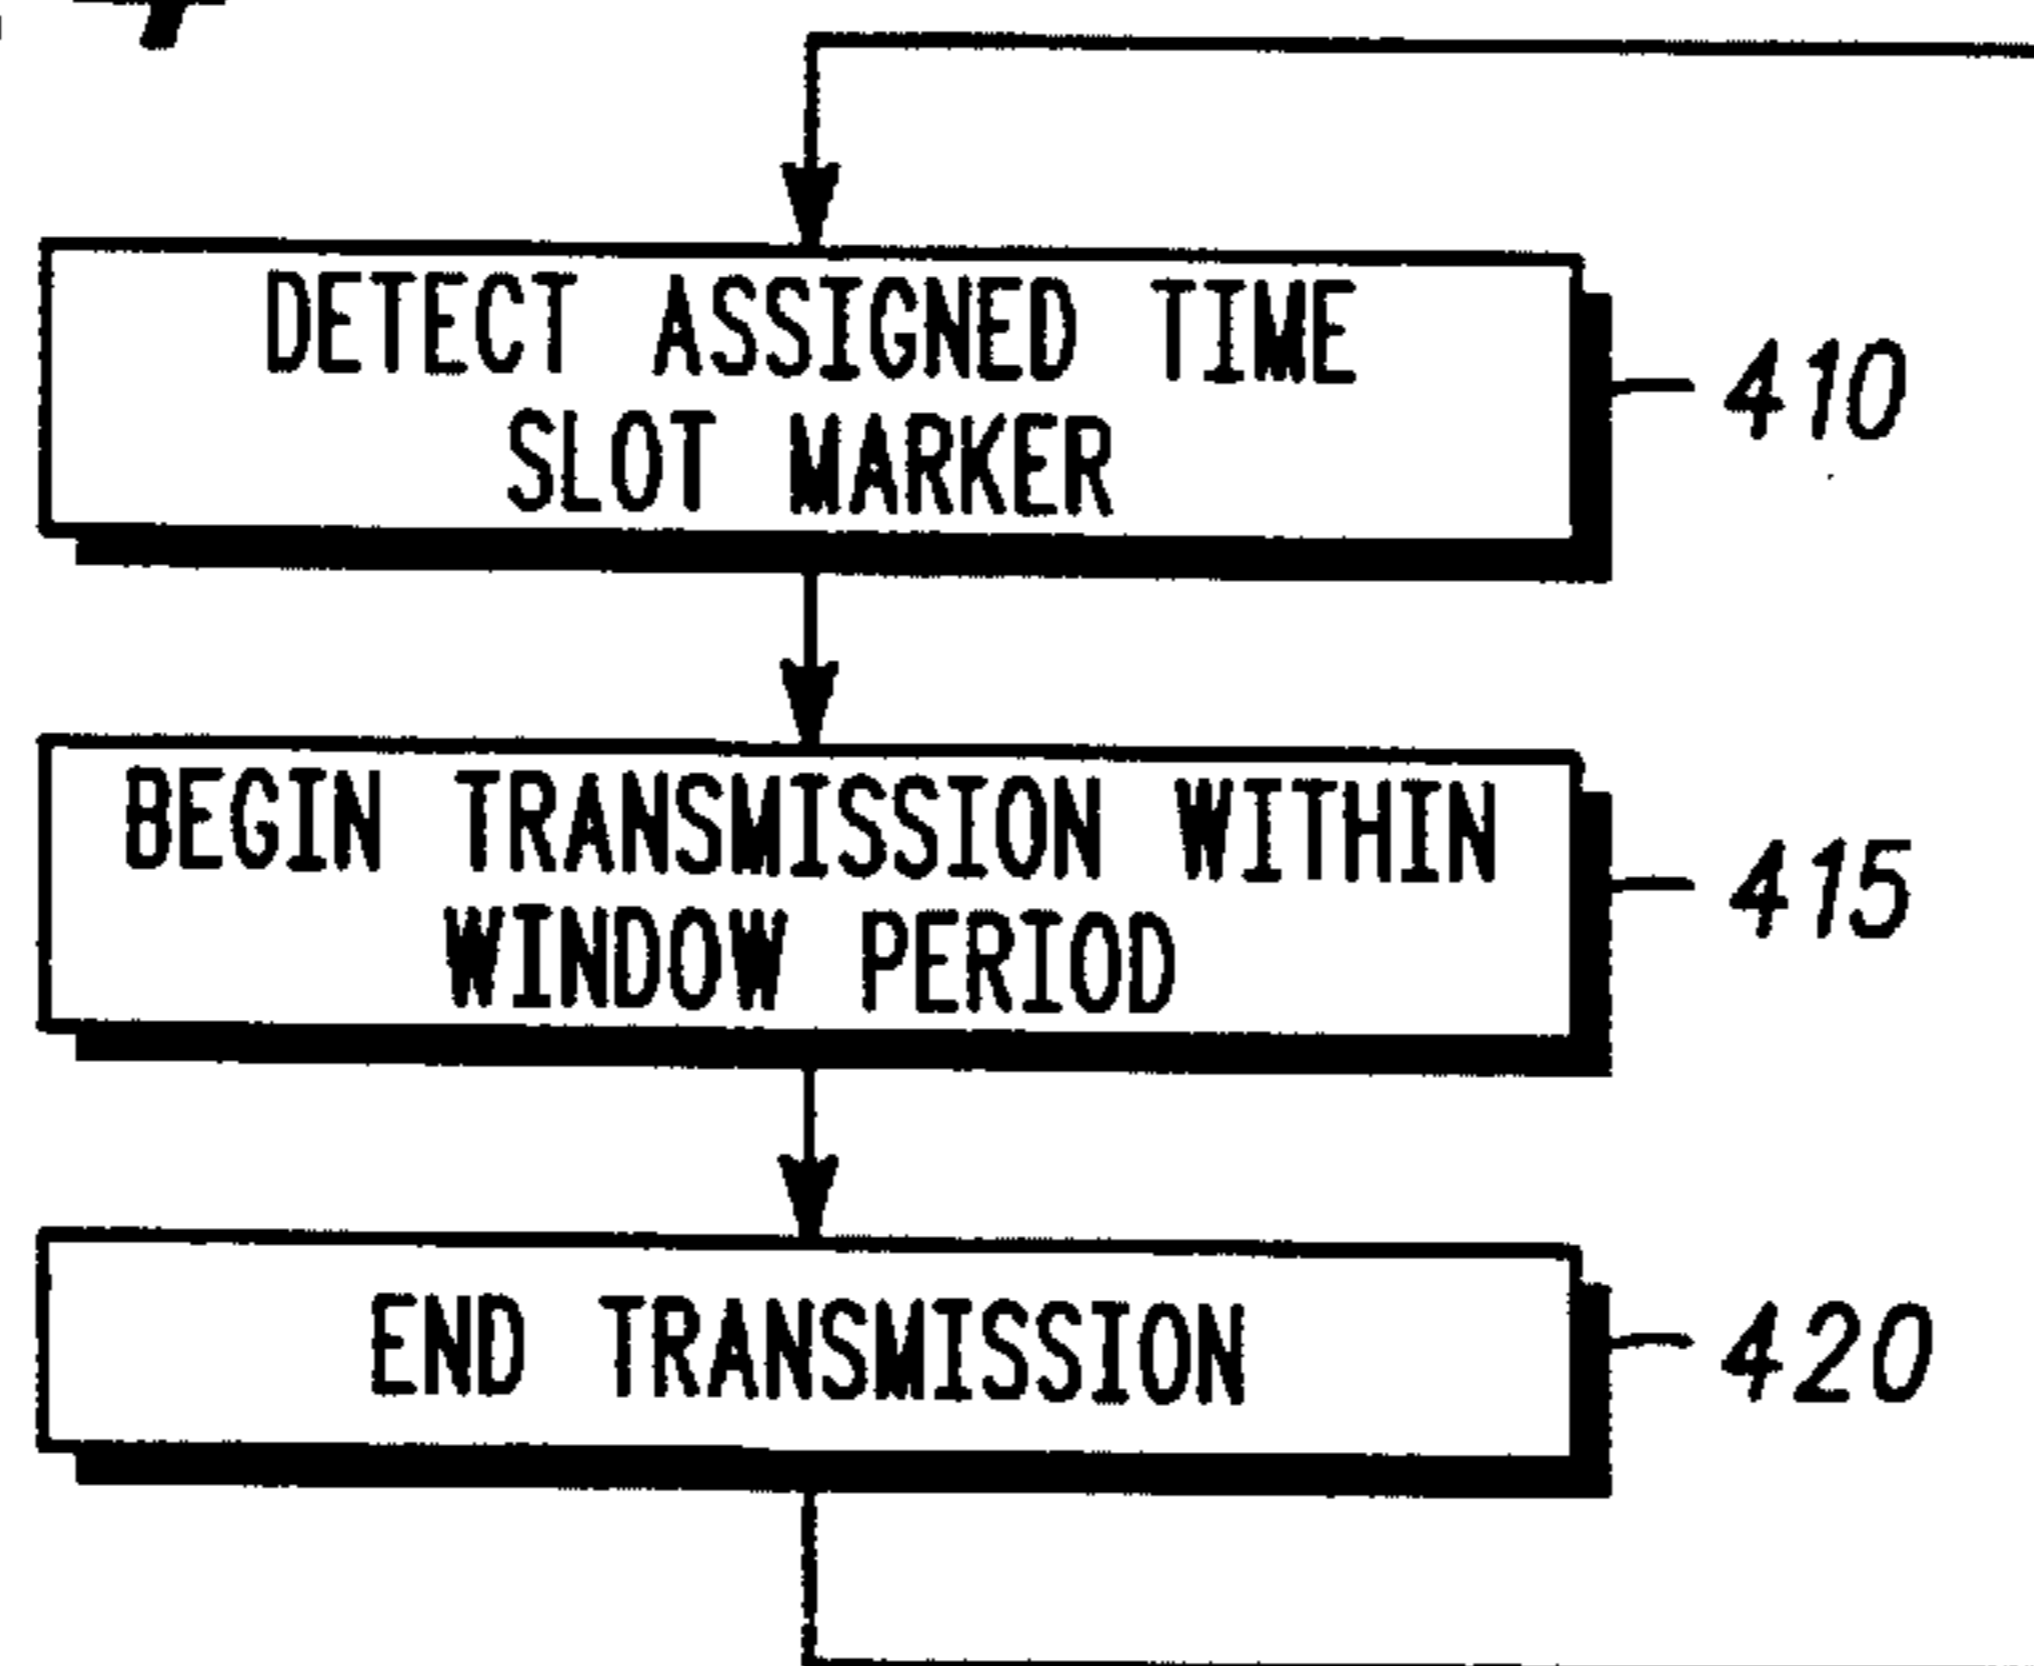 DETECT ASSIGNED TIME
SLOT MARKER
410
BEGIN TRANSMISSION WITHIN
WINDOW PERIOD
415
END TRANSMISSION
420